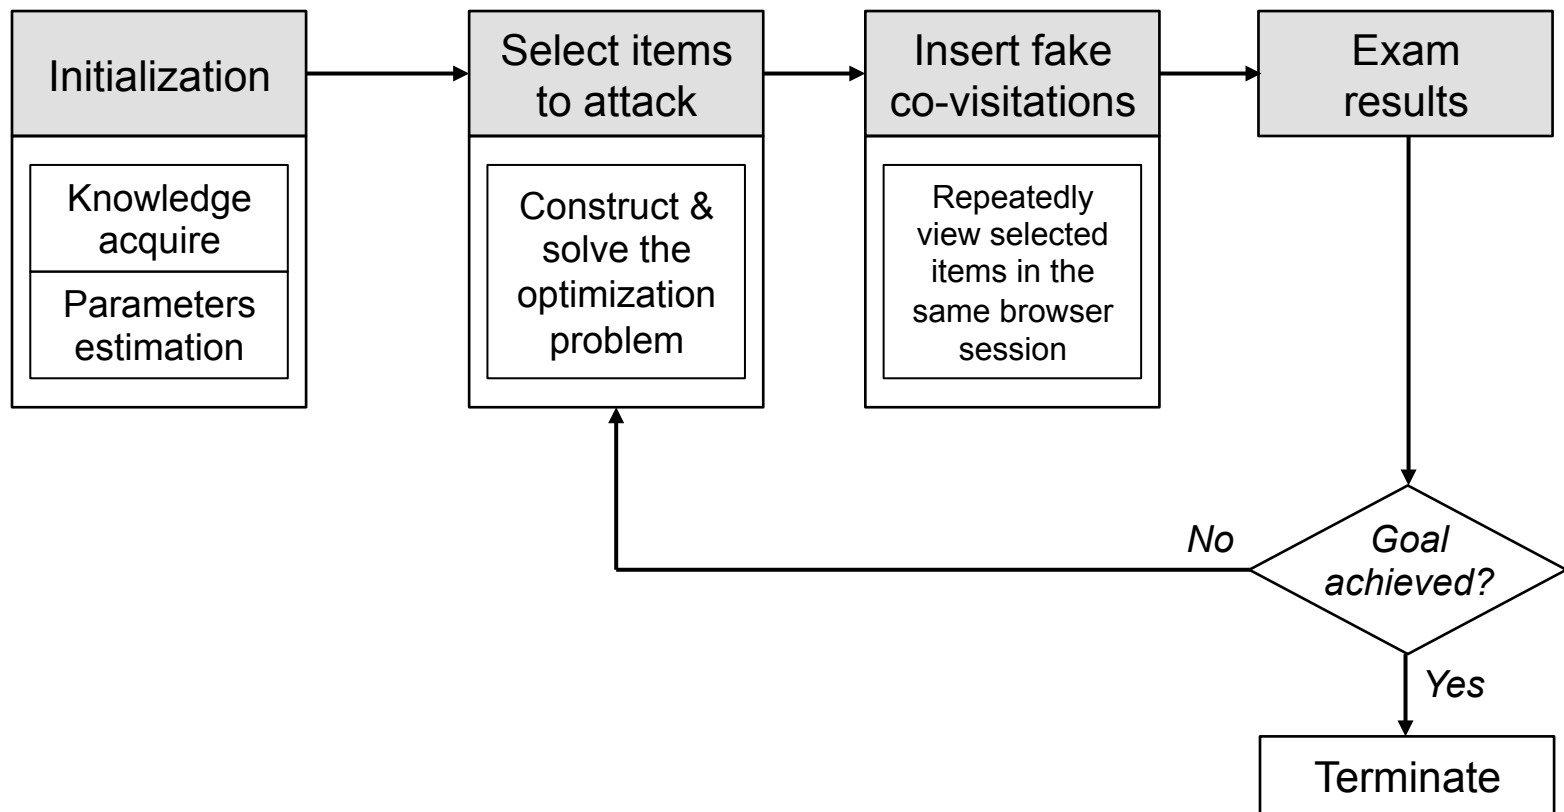 Initialization
Knowledge
acquire
Parameters
estimation
Select items
to attack
Construct &
solve the
optimization
problem
Insert fake
co-visitations
Repeatedly
view selected
items in the
same browser
session
Exam
results
Goal
achieved?
No
Yes
Terminate